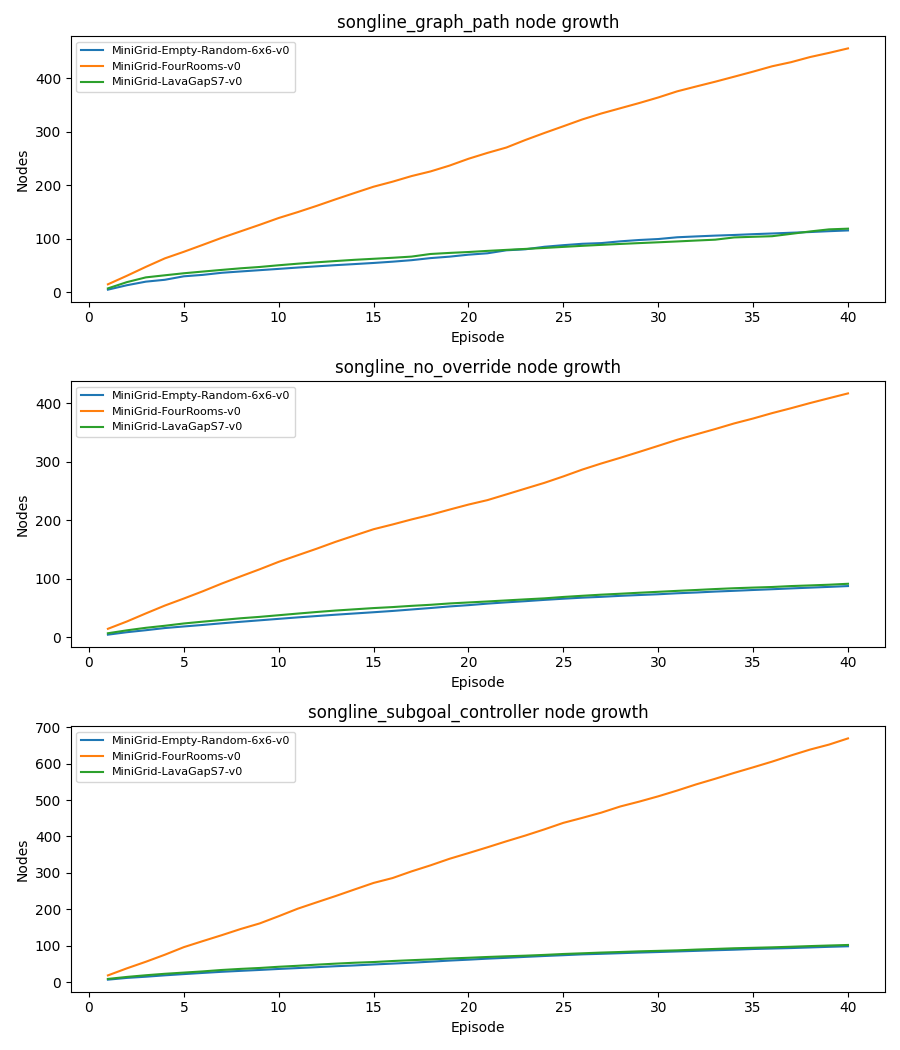 songline_graph_path node growth
MiniGrid-Empty-Random-6x6-v0
MiniGrid-FourRooms-v0
MiniGrid-LavaGapS7-v0
Nodes
400
300
200
100
0
0 5 10 15 20 25 30 35 40
Episode
songline_no_override node growth
MiniGrid-Empty-Random-6x6-v0
MiniGrid-FourRooms-v0
MiniGrid-LavaGapS7-v0
Nodes
400
300
200
100
0
0 5 10 15 20 25 30 35 40
Episode
songline_subgoal_controller node growth
MiniGrid-Empty-Random-6x6-v0
MiniGrid-FourRooms-v0
MiniGrid-LavaGapS7-v0
Nodes
700
600
500
400
300
200
100
0
0 5 10 15 20 25 30 35 40
Episode